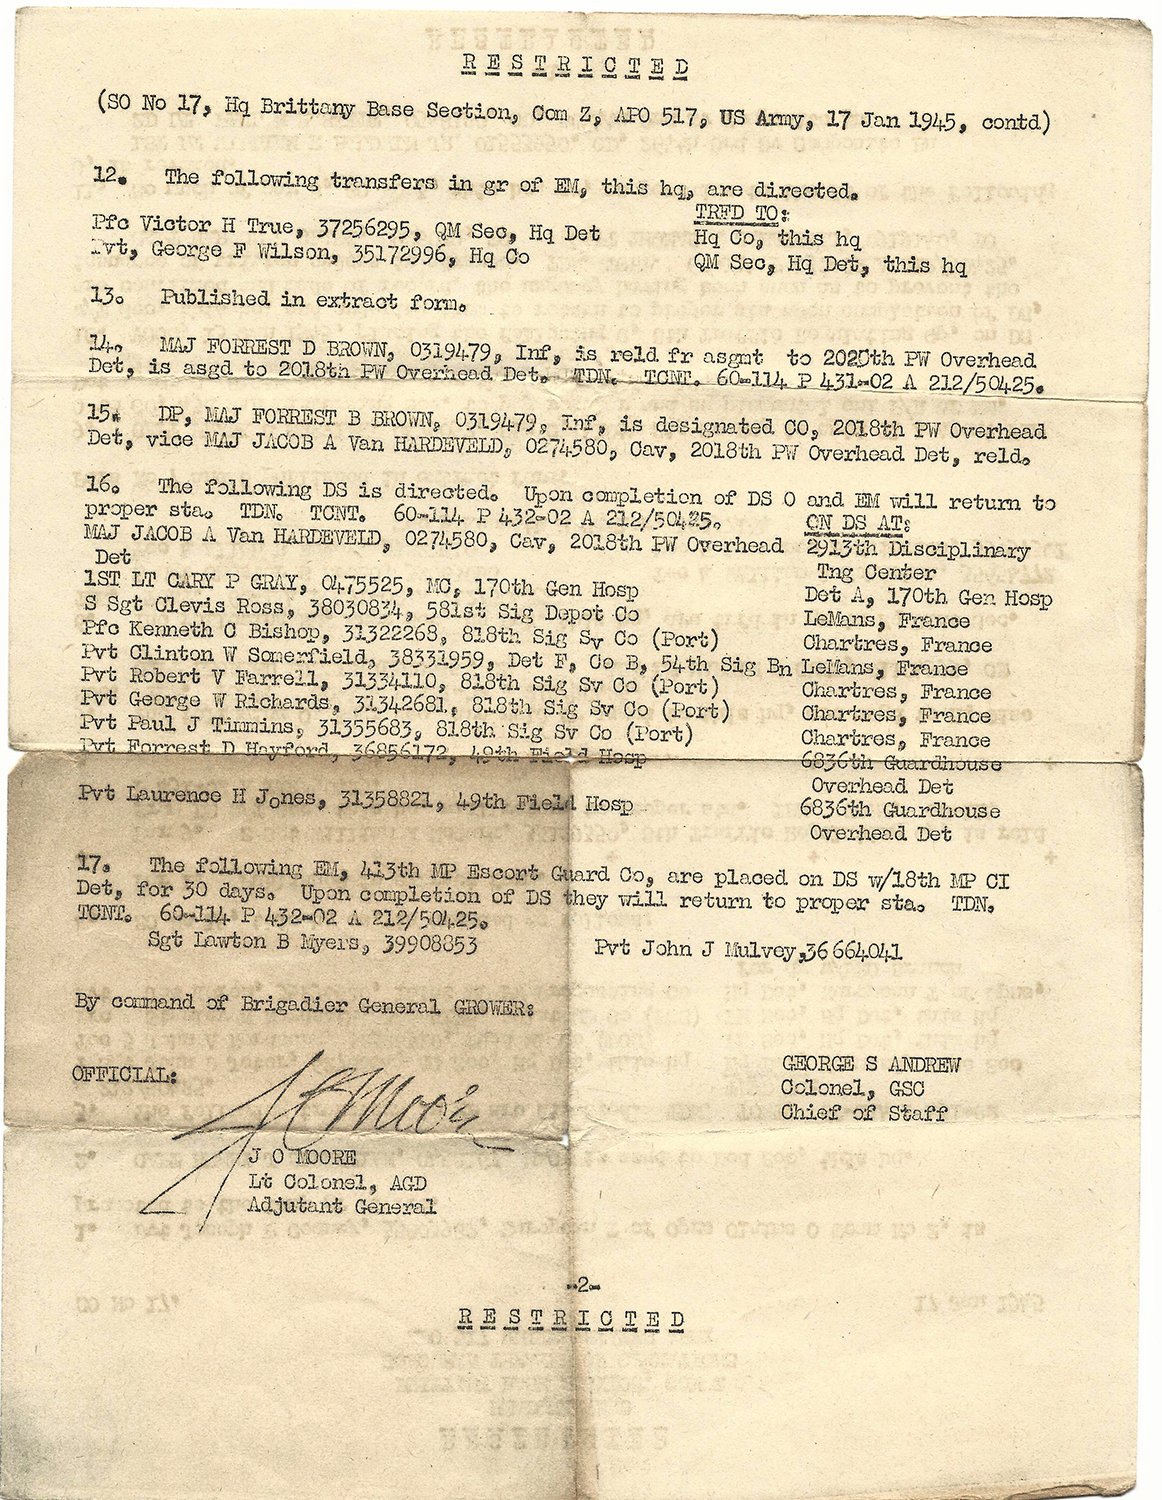 RESTRICTED
(SO No 17, Hq Brittany Base Section, Com Z, APO 517, US Army, 17 Jan 1945, contd)
12. The following transfers in gr of EM, this hq, are directed.
TRFD TO:
Pfc Victor H True, 37256295, QM Sec, Hq Det Hq Co, this hq
Pvt, George F Wilson, 35172996, Hq Co QM Sec, Hq Det, this hq
13. Published in extract form.
14. MAJ FORREST D BROWN, 0319479, Inf, is reld fr asgmt to 2025th PW Overhead
Det, is asgd to 2018th PW Overhead Det. TDN. TCNT. 60-114 P 431-02 A 212/50425.
15. DP, MAJ FORREST B BROWN, 0319479, Inf, is designated CO, 2018th PW Overhead
Det, vice MAJ JACOB A Van HARDEVELD, 0274580, Cav, 2018th PW Overhead Det, reld.
16. The following DS is directed. Upon completion of DS O and EM will return to
proper sta. TDN. TCNT. 60-114 P 432-02 A 212/50425. ON DS AT:
MAJ JACOB A Van HARDEVELD, 0274580, Cav, 2018th PW Overhead 2913th Disciplinary
Det Tng Center
1ST LT CARY P GRAY, 0475525, MC, 170th Gen Hosp Det A, 170th Gen Hosp
S Sgt Clevis Ross, 38030834, 581st Sig Depot Co LeMans, France
Pfc Kenneth C Bishop, 31322268, 818th Sig Sv Co (Port) Chartres, France
Pvt Clinton W Somerfield, 38331959, Det F, Co B, 54th Sig Bn LeMans, France
Pvt Robert V Farrell, 31334110, 818th Sig Sv Co (Port) Chartres, France
Pvt George W Richards, 31342681, 818th Sig Sv Co (Port) Chartres, France
Pvt Paul J Timmins, 31355683, 818th Sig Sv Co (Port) Chartres, France
Pvt Forrest D Hayford, 36856172, 49th Field Hosp 6836th Guardhouse
Overhead Det
Pvt Laurence H Jones, 31358821, 49th Field Hosp 6836th Guardhouse
Overhead Det
17. The following EM, 413th MP Escort Guard Co, are placed on DS w/18th MP CI
Det, for 30 days. Upon completion of DS they will return to proper sta. TDN.
TCNT. 60-114 P 432-02 A 212/50425.
Sgt Lawton B Myers, 39908853 Pvt John J Mulvey,36664041
By command of Brigadier General GROWER:
GEORGE S ANDREW
OFFICIAL: Colonel, GSC
Chief of Staff
J O Moore
J O MOORE
Lt Colonel, AGD
Adjutant General
-2-
RESTRICTED